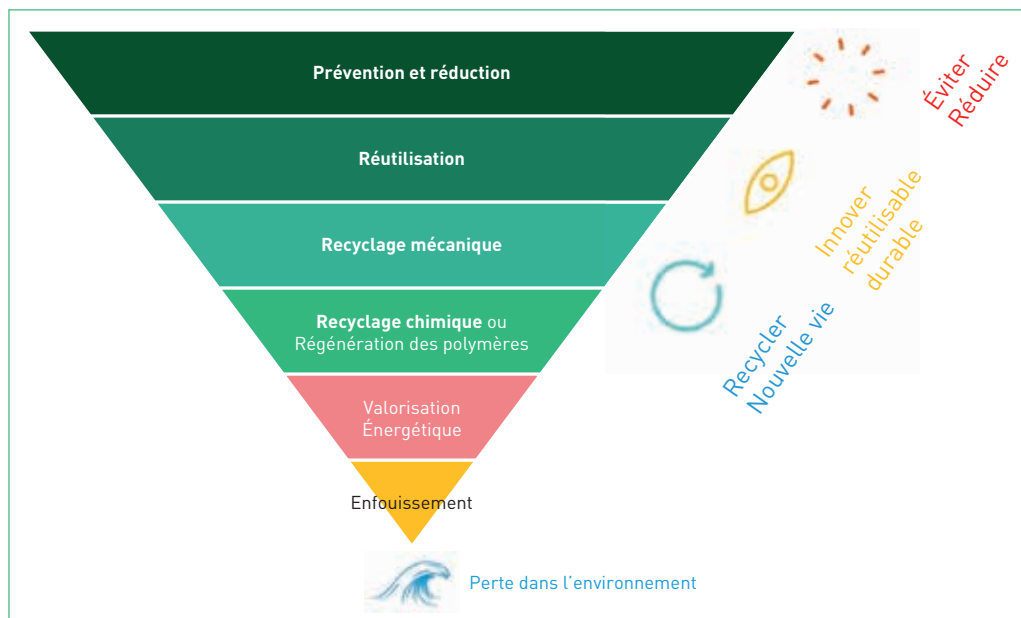 Prévention et réduction
Éviter
Réduire
Réutilisation
Innover
réutilisable
durable
Recyclage mécanique
Recyclage chimique ou
Régénération des polymères
Recycler
Nouvelle vie
Valorisation
Énergétique
Enfouissement
Perte dans l’environnement